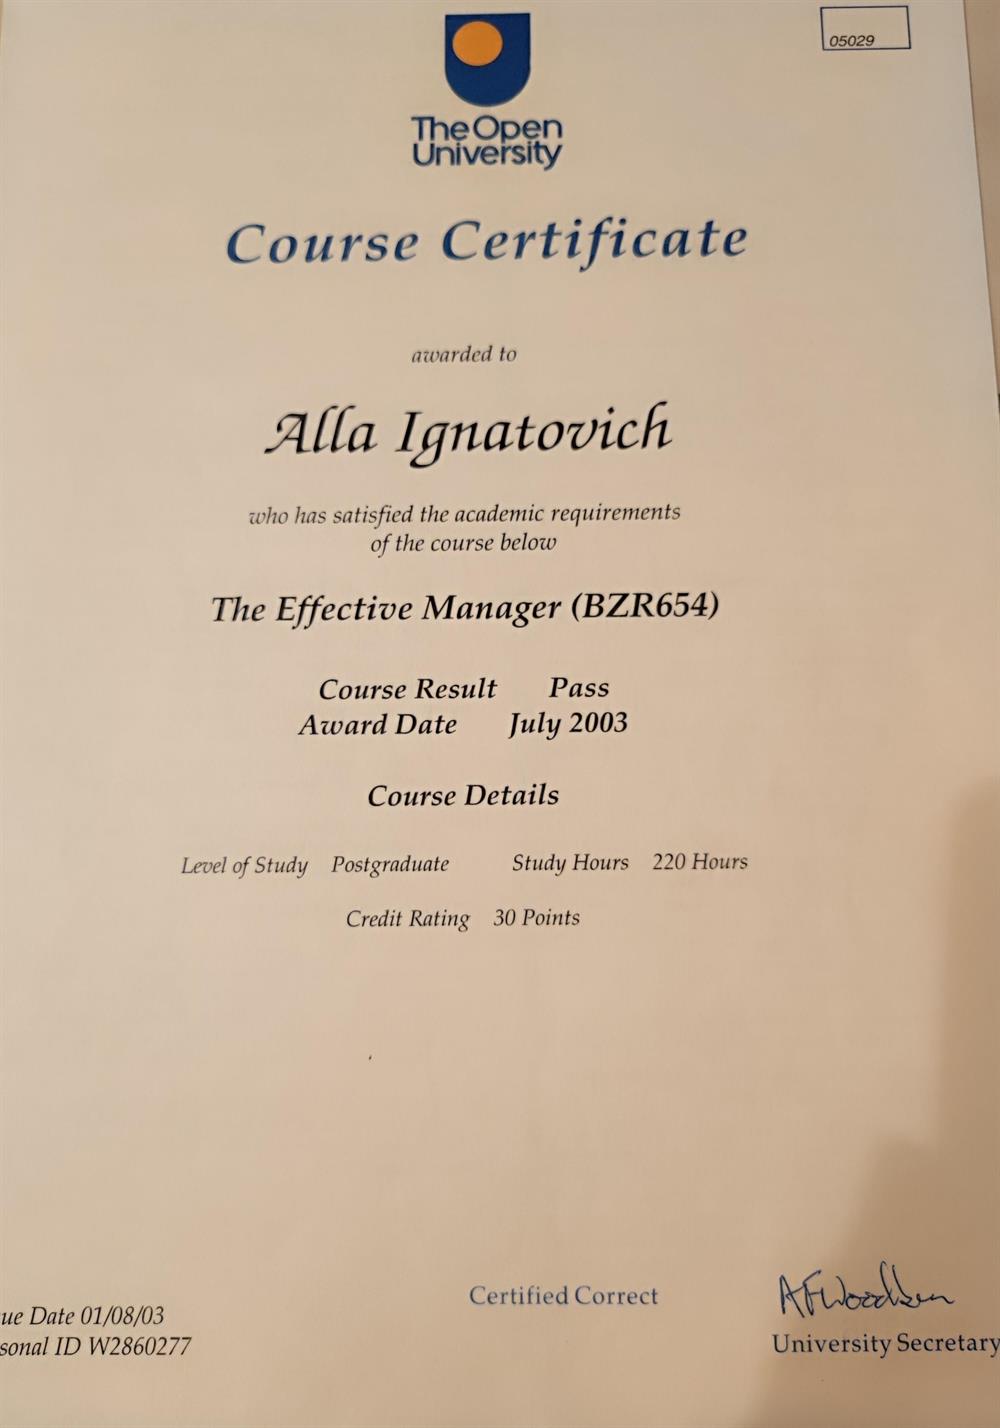 05029
The Open
University
Course Certificate
awarded to
Alla Ignatovich
who has satisfied the academic requirements
of the course below
The Effective Manager (BZR654)
Course Result Pass
Award Date July 2003
Course Details
Level of Study Postgraduate Study Hours 220 Hours
Credit Rating 30 Points
Certified Correct
ue Date 01/08/03
sonal ID W2860277
University Secretary